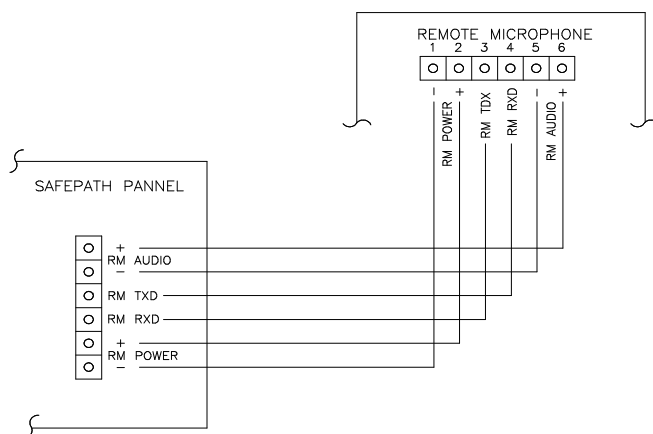 REMOTE MICROPHONE
1 2 3 4 5 6
- + - +
RM POWER
RM TDX
RM RXD
RM AUDIO
SAFEPATH PANNEL
+
RM AUDIO
-
RM TXD
RM RXD
+
RM POWER
-